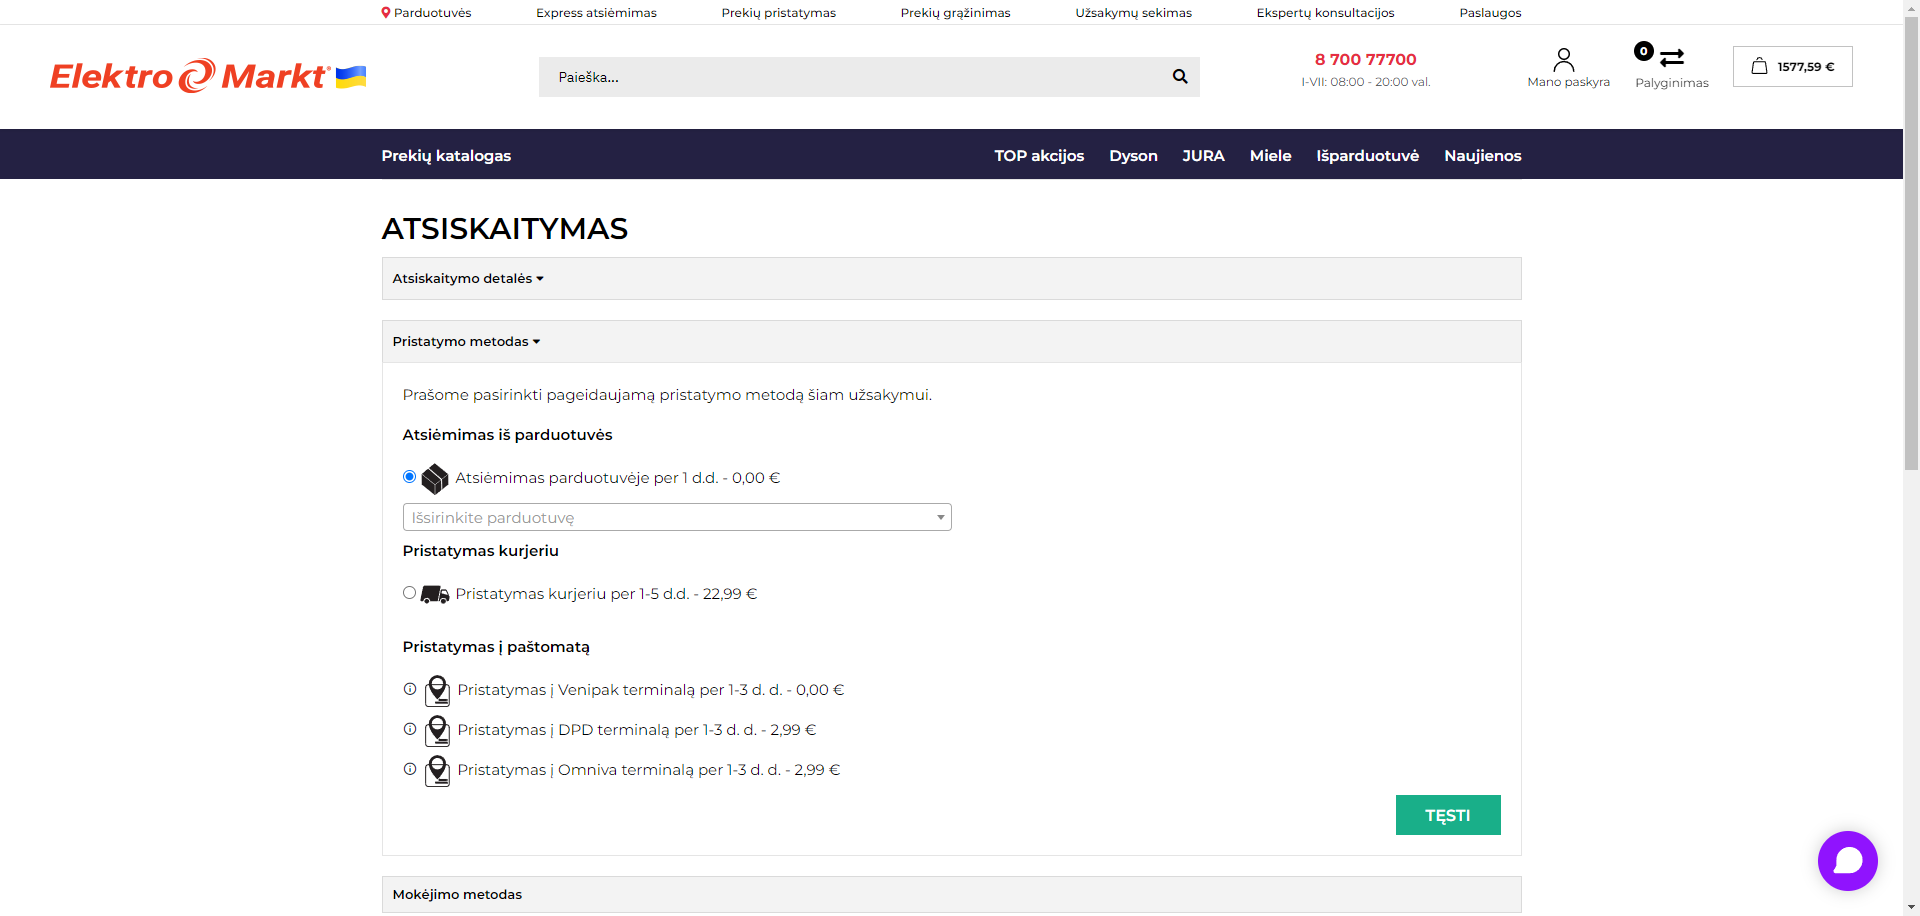 Parduotuvės Express atsiėmimas Prekių pristatymas Prekių grąžinimas Užsakymų sekimas Ekspertų konsultacijos Paslaugos
Elektro Markt
Paieška...
8 700 77700
I-VII: 08:00 - 20:00 val.
Mano paskyra
0
Palyginimas
1577,59 €
Prekių katalogas TOP akcijos Dyson JURA Miele Išparduotuvė Naujienos
ATSISKAITYMAS
Atsiskaitymo detalės
Pristatymo metodas
Prašome pasirinkti pageidaujamą pristatymo metodą šiam užsakymui.
Atsiėmimas iš parduotuvės
Atsiėmimas parduotuvėje per 1 d.d. - 0,00 €
Išsirinkite parduotuvę
Pristatymas kurjeriu
Pristatymas kurjeriu per 1-5 d.d. - 22,99 €
Pristatymas į paštomatą
Pristatymas į Venipak terminalą per 1-3 d. d. - 0,00 €
Pristatymas į DPD terminalą per 1-3 d. d. - 2,99 €
Pristatymas į Omniva terminalą per 1-3 d. d. - 2,99 €
TĘSTI
Mokėjimo metodas